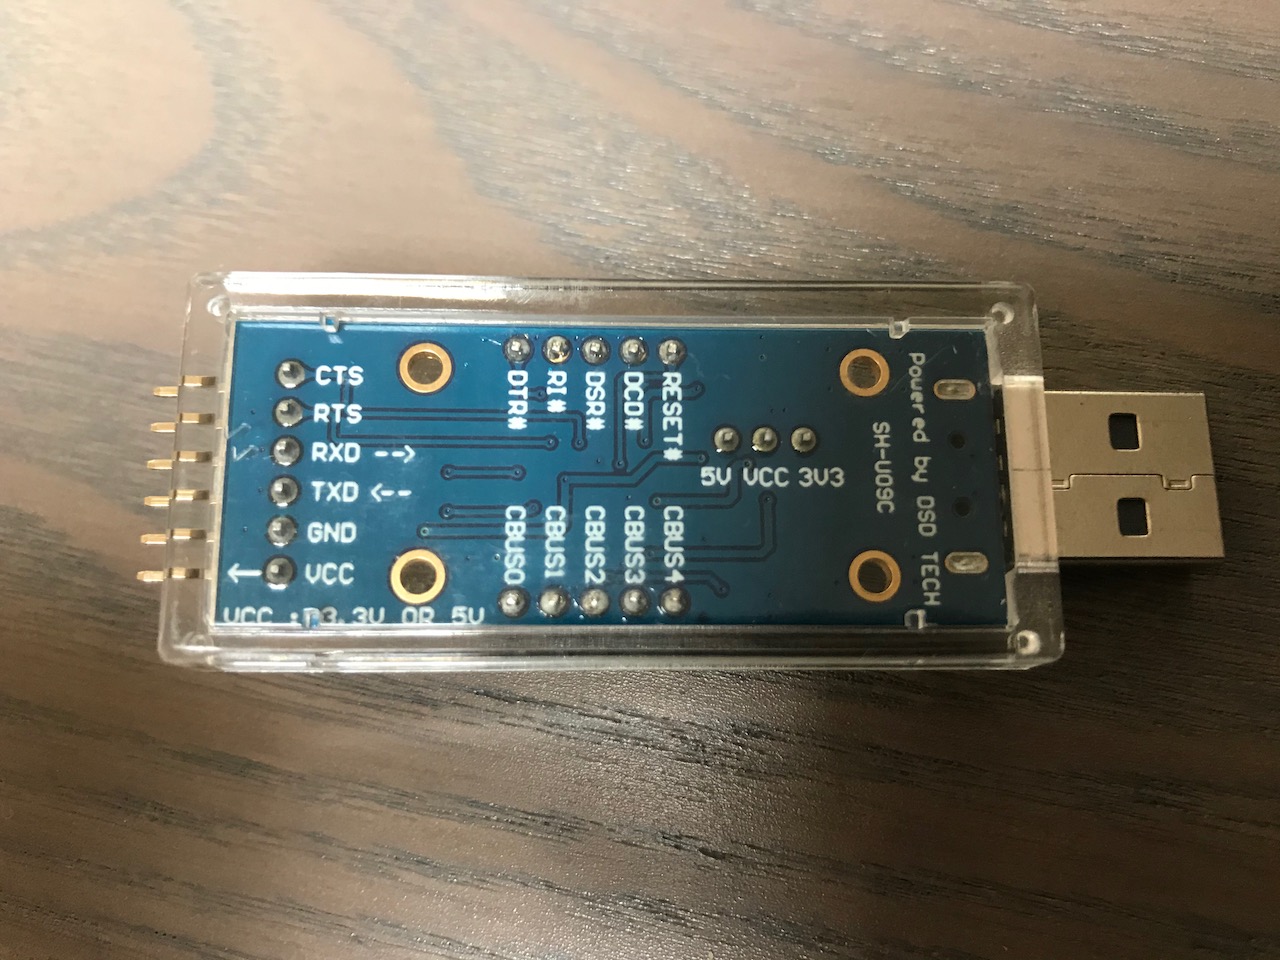 CTS
RTS
RXD -->
TXD <--
GND
← VCC
VCC : 3.3V OR 5V
DTR#
RI#
DSR#
DCD#
RESET#
5V VCC 3V3
CBUS0
CBUS1
CBUS2
CBUS3
CBUS4
SH-U09C
Powered by DSD TECH